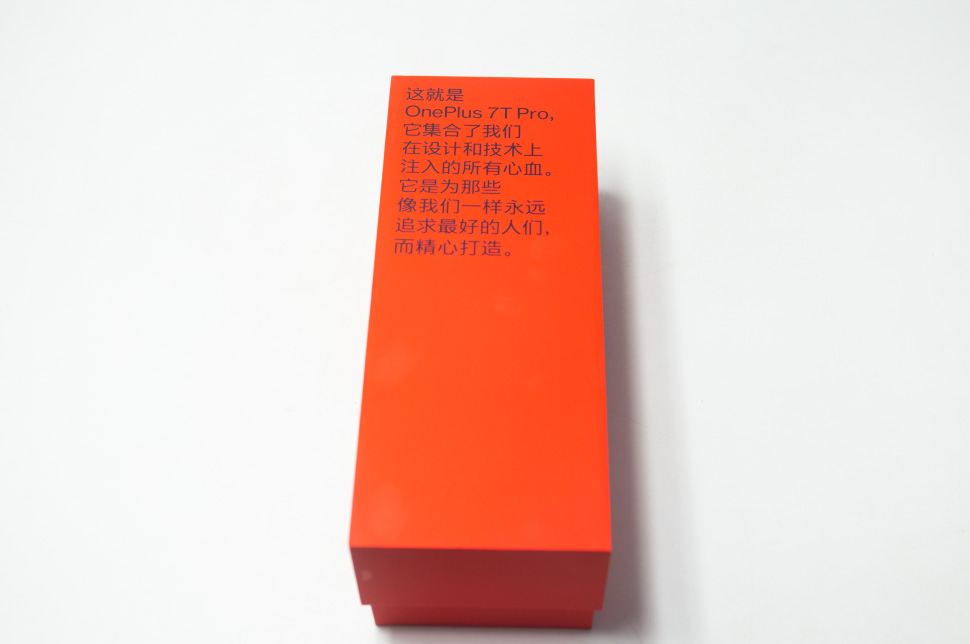 这就是
OnePlus 7T Pro,
它集合了我们
在设计和技术上
注入的所有心血。
它是为那些
像我们一样永远
追求最好的人们,
而精心打造。